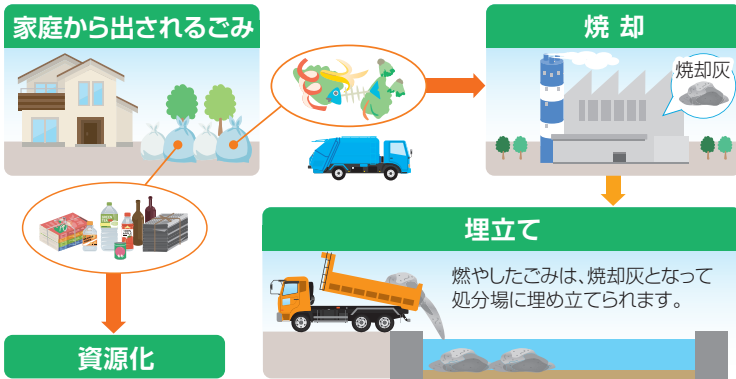 家庭から出されるごみ
焼却
焼却灰
埋立て
燃やしたごみは、焼却灰となって
処分場に埋め立てられます。
資源化